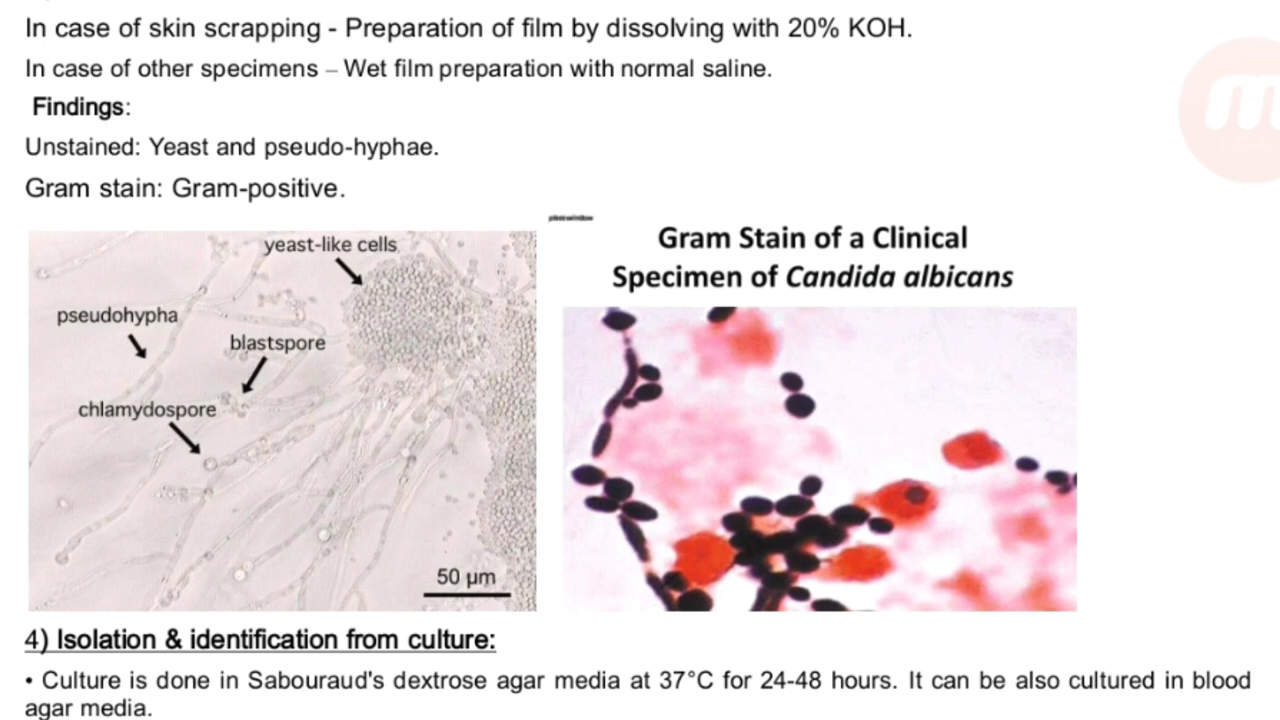 In case of skin scrapping - Preparation of film by dissolving with 20% KOH.
In case of other specimens – Wet film preparation with normal saline.
Findings:
Unstained: Yeast and pseudo-hyphae.
Gram stain: Gram-positive.
yeast-like cells
pseudohypha
blastspore
chlamydospore
50 µm
Gram Stain of a Clinical
Specimen of Candida albicans
4) Isolation & identification from culture:
• Culture is done in Sabouraud's dextrose agar media at 37°C for 24-48 hours. It can be also cultured in blood
agar media.